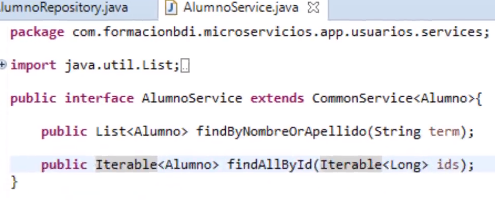 lumnoRepository.java AlumnoService.java
package com.formacionbdi.microservicios.app.usuarios.services;
import java.util.List;
public interface AlumnoService extends CommonService<Alumno>{
public List<Alumno> findByNombreOrApellido(String term);
public Iterable<Alumno> findAllById(Iterable<Long> ids);
}